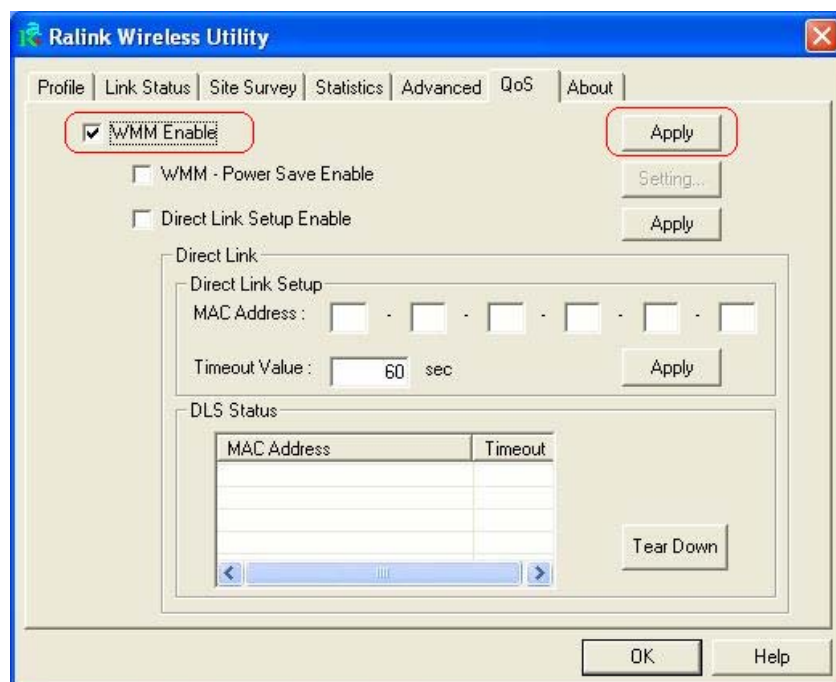 Ralink Wireless Utility
Profile Link Status Site Survey Statistics Advanced QoS About
WMM Enable Apply
WMM - Power Save Enable Setting...
Direct Link Setup Enable Apply
Direct Link
Direct Link Setup
MAC Address : - - - - -
Timeout Value : 60 sec Apply
DLS Status
MAC Address Timeout
Tear Down
OK Help